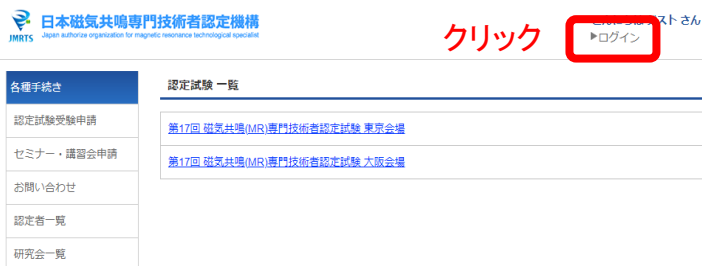 日本磁気共鳴専門技術者認定機構
JMRTS Japan authorize organization for magnetic resonance technological specialist
さん
クリック
▶ログイン
各種手続き
認定試験 一覧
認定試験受験申請
第17回 磁気共鳴(MR)専門技術者認定試験 東京会場
セミナー・講習会申請
第17回 磁気共鳴(MR)専門技術者認定試験 大阪会場
お問い合わせ
認定者一覧
研究会一覧